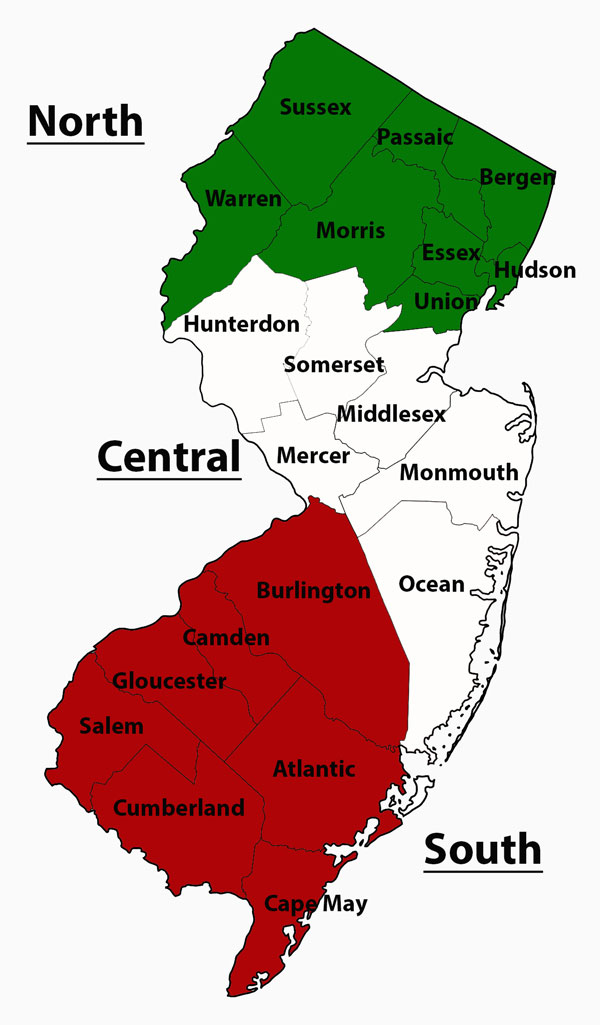 North
Sussex
Passaic
Bergen
Warren
Morris
Essex
Hudson
Union
Hunterdon
Somerset
Middlesex
Central
Mercer
Monmouth
Ocean
Burlington
Camden
Gloucester
Salem
Atlantic
Cumberland
South
Cape May